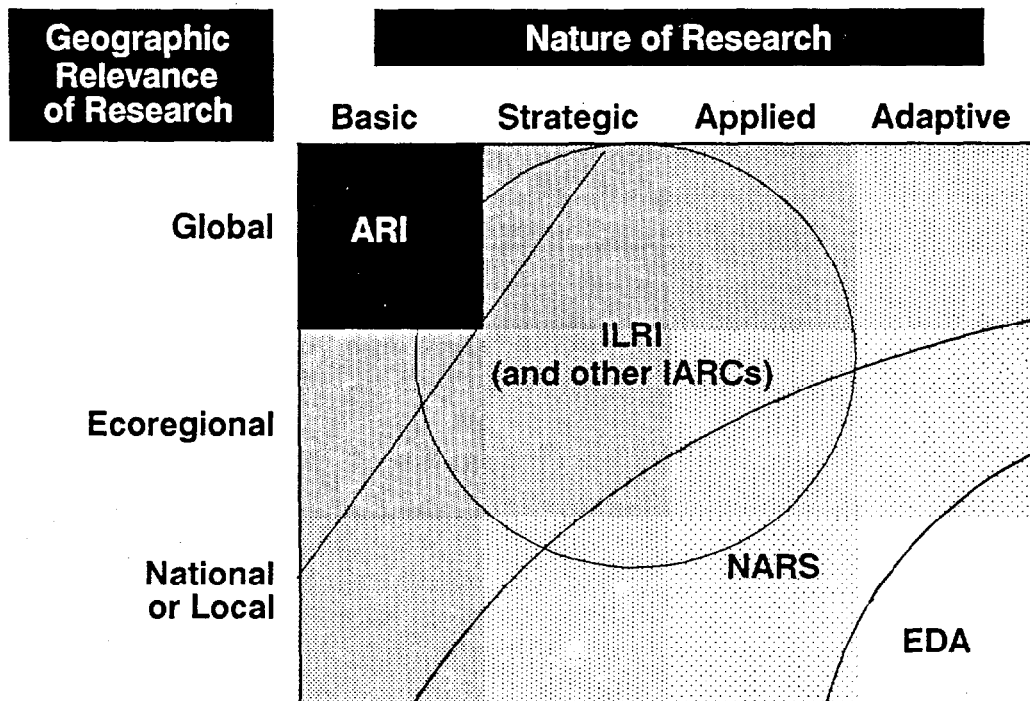 Geographic
Relevance
of Research
Nature of Research
Basic Strategic Applied Adaptive
Global
ARI
ILRI
(and other IARCs)
Ecoregional
National
or Local
NARS
EDA